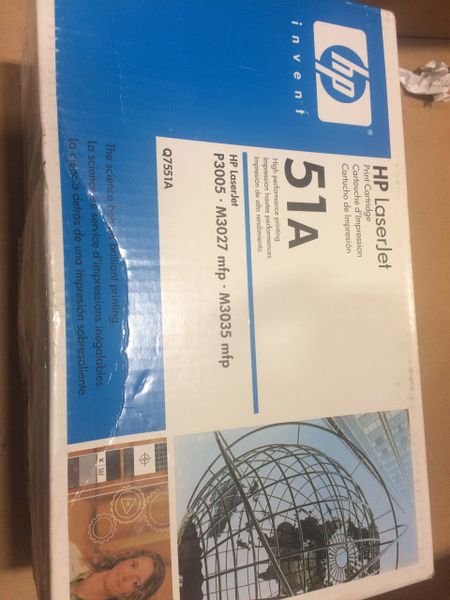 hp
invent
HP LaserJet
Print Cartridge
Cartouche d'Impression
Cartucho de Impresión
51A
High performance printing
Impression hautes performances
Impresión de alto rendimiento
HP LaserJet
P3005 · M3027 mfp · M3035 mfp
Q7551A
The science behind brilliant printing.
La science au service d'impressions inégalables.
La ciencia detrás de una impresión sobresaliente.